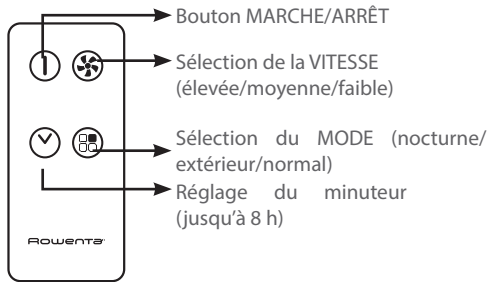 Bouton MARCHE/ARRÊT
Sélection de la VITESSE
(élevée/moyenne/faible)
Sélection du MODE (nocturne/
extérieur/normal)
Réglage du minuteur
(jusqu'à 8 h)
Rowenta